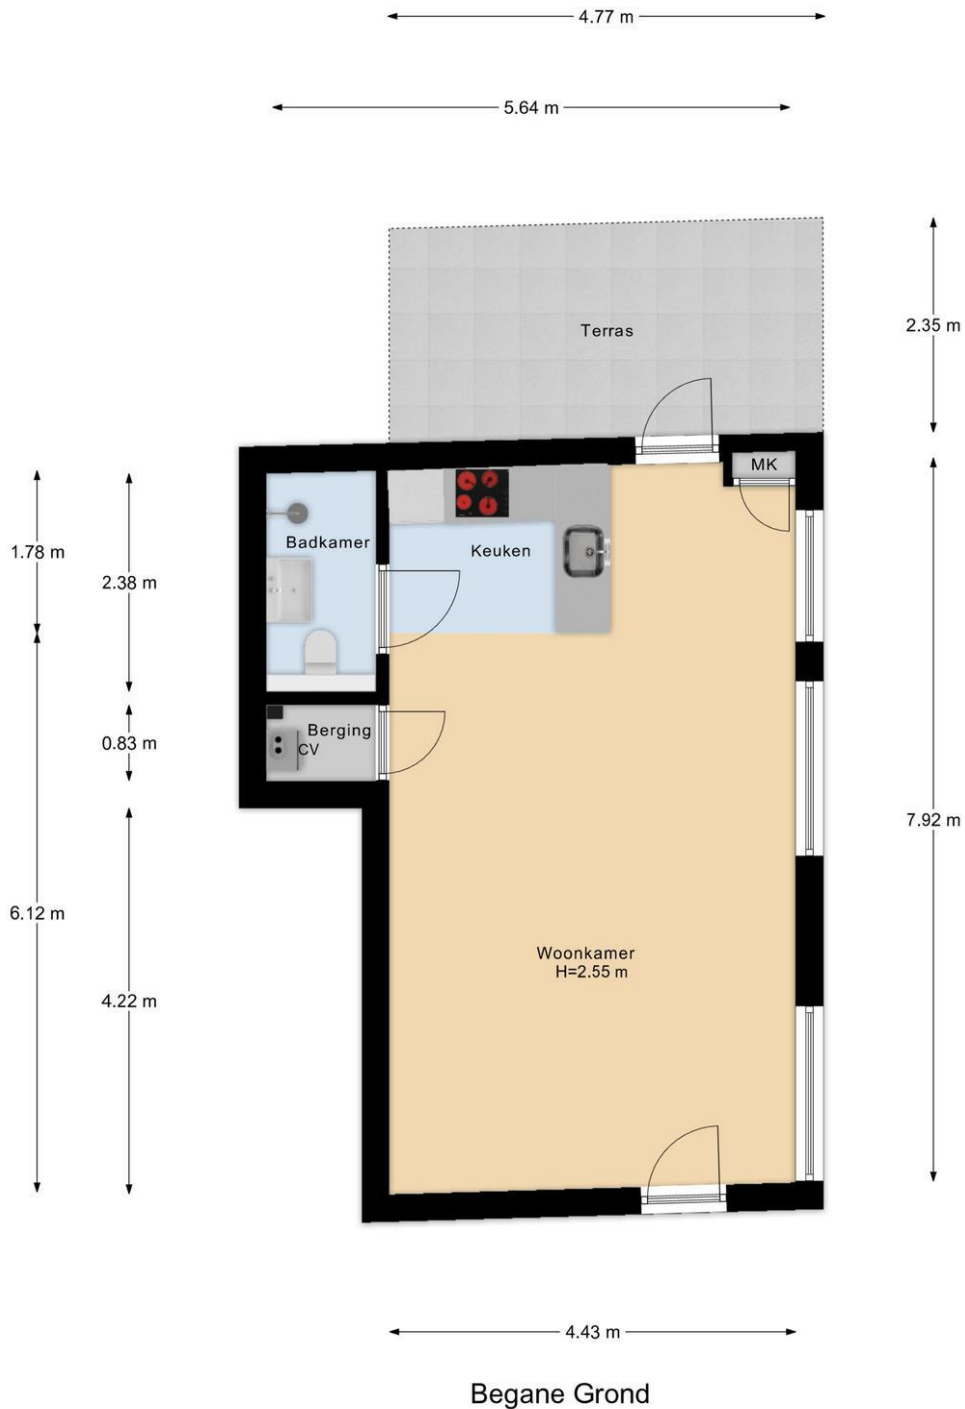 4.77 m
5.64 m
Terras
2.35 m
MK
Badkamer
Keuken
1.78 m
2.38 m
Berging
CV
0.83 m
7.92 m
6.12 m
Woonkamer
H=2.55 m
4.22 m
4.43 m
Begane Grond